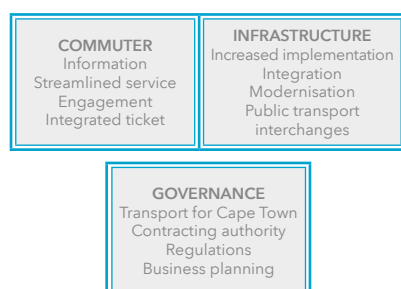 COMMUTER
Information
Streamlined service
Engagement
Integrated ticket
INFRASTRUCTURE
Increased implementation
Integration
Modernisation
Public transport
interchanges
GOVERNANCE
Transport for Cape Town
Contracting authority
Regulations
Business planning